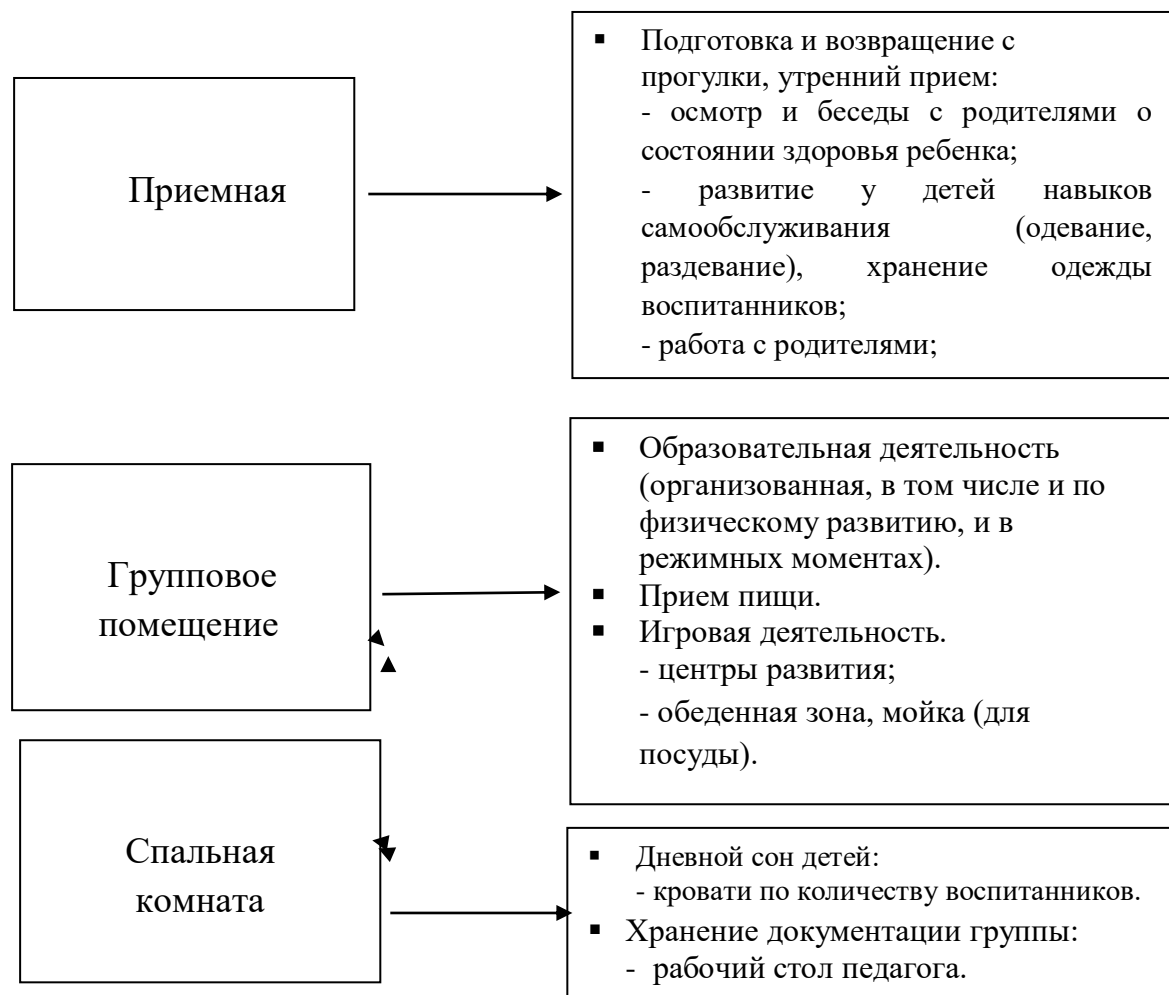 Приемная
▪ Подготовка и возвращение с
прогулки, утренний прием:
- осмотр и беседы с родителями о
состоянии здоровья ребенка;
- развитие у детей навыков
самообслуживания (одевание,
раздевание), хранение одежды
воспитанников;
- работа с родителями;
Групповое
помещение
▪ Образовательная деятельность
(организованная, в том числе и по
физическому развитию, и в
режимных моментах).
▪ Прием пищи.
▪ Игровая деятельность.
- центры развития;
- обеденная зона, мойка (для
посуды).
Спальная
комната
▪ Дневной сон детей:
- кровати по количеству воспитанников.
▪ Хранение документации группы:
- рабочий стол педагога.